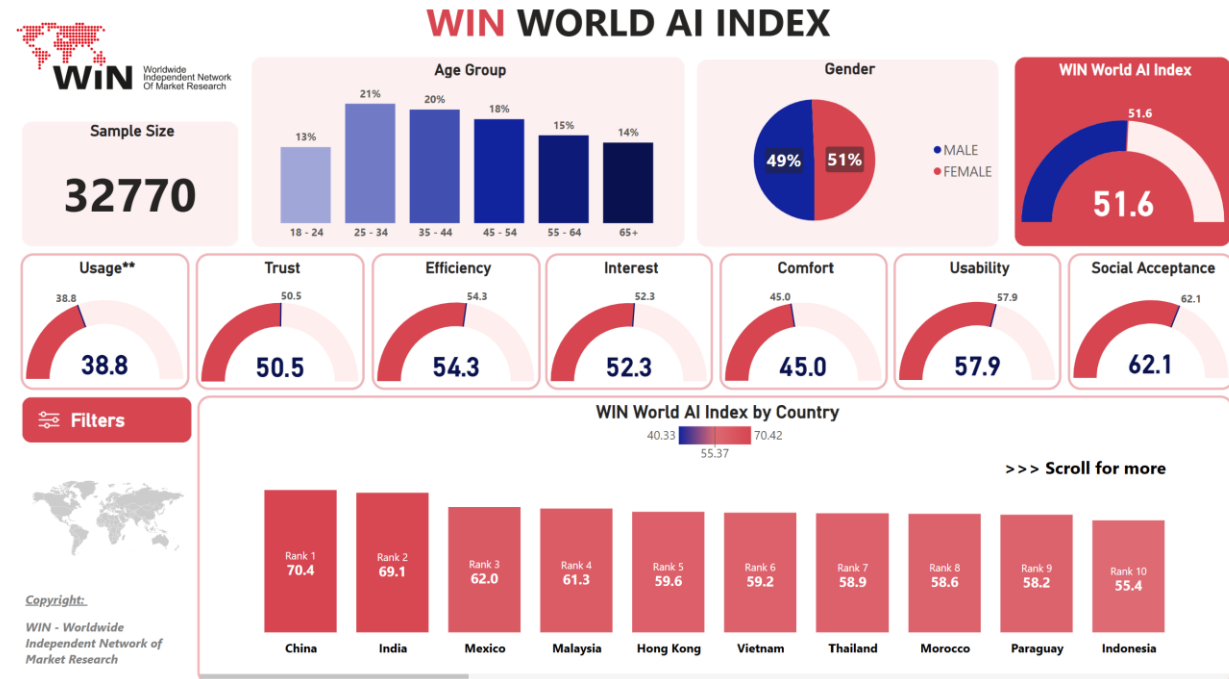 WIN WORLD AI INDEX
WiN
Worldwide
Independent Network
Of Market Research
Sample Size
32770
Age Group
13%
21%
20%
18%
15%
14%
18 - 24
25 - 34
35 - 44
45 - 54
55 - 64
65+
Gender
49%
51%
MALE
FEMALE
WIN World AI Index
51.6
51.6
Usage**
38.8
38.8
Trust
50.5
50.5
Efficiency
54.3
54.3
Interest
52.3
52.3
Comfort
45.0
45.0
Usability
57.9
57.9
Social Acceptance
62.1
62.1
Filters
WIN World AI Index by Country
40.33
70.42
55.37
>>> Scroll for more
Rank 1
70.4
China
Rank 2
69.1
India
Rank 3
62.0
Mexico
Rank 4
61.3
Malaysia
Rank 5
59.6
Hong Kong
Rank 6
59.2
Vietnam
Rank 7
58.9
Thailand
Rank 8
58.6
Morocco
Rank 9
58.2
Paraguay
Rank 10
55.4
Indonesia
Copyright:
WIN - Worldwide
Independent Network of
Market Research